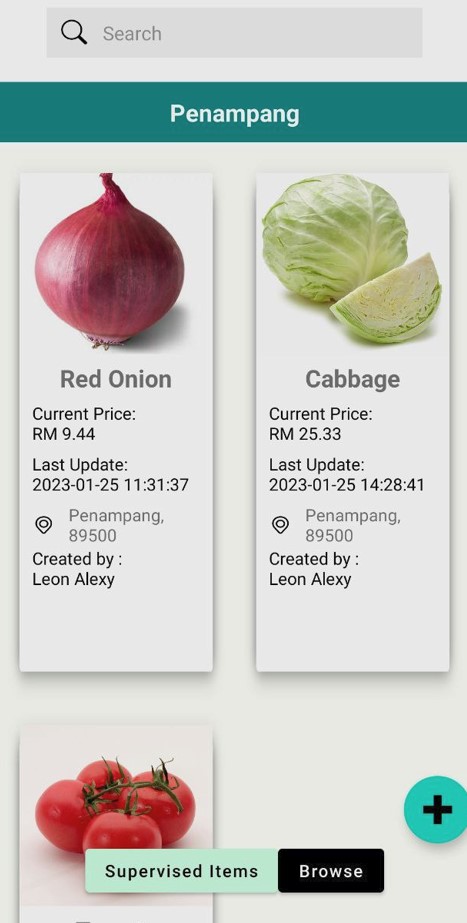 Search
Penampang
Red Onion
Current Price:
RM 9.44
Last Update:
2023-01-25 11:31:37
Penampang,
89500
Created by :
Leon Alexy
Cabbage
Current Price:
RM 25.33
Last Update:
2023-01-25 14:28:41
Penampang,
89500
Created by :
Leon Alexy
Supervised Items
Browse